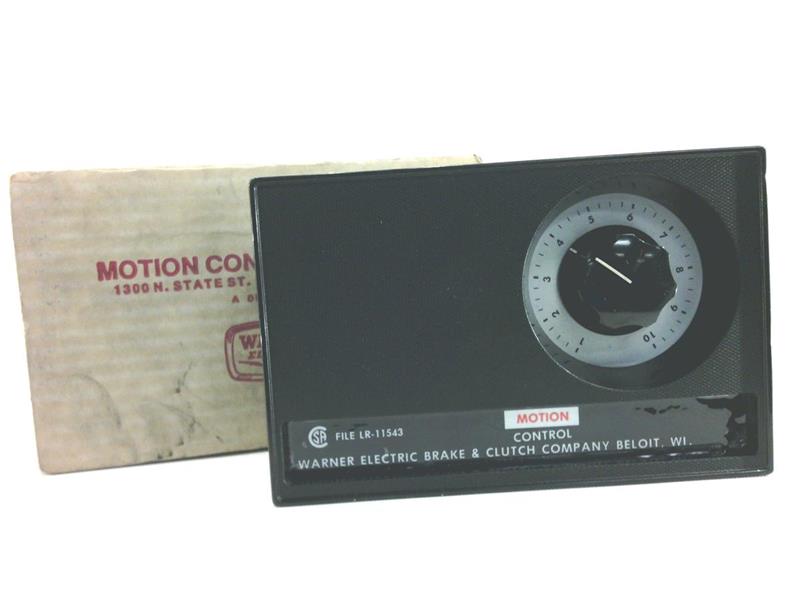 MOTION CON
1300 N. STATE ST.
A
5 6
4 7
3 8
2 9
1 10
MOTION
FILE LR-11543
CONTROL
WARNER ELECTRIC BRAKE & CLUTCH COMPANY BELOIT, WI.